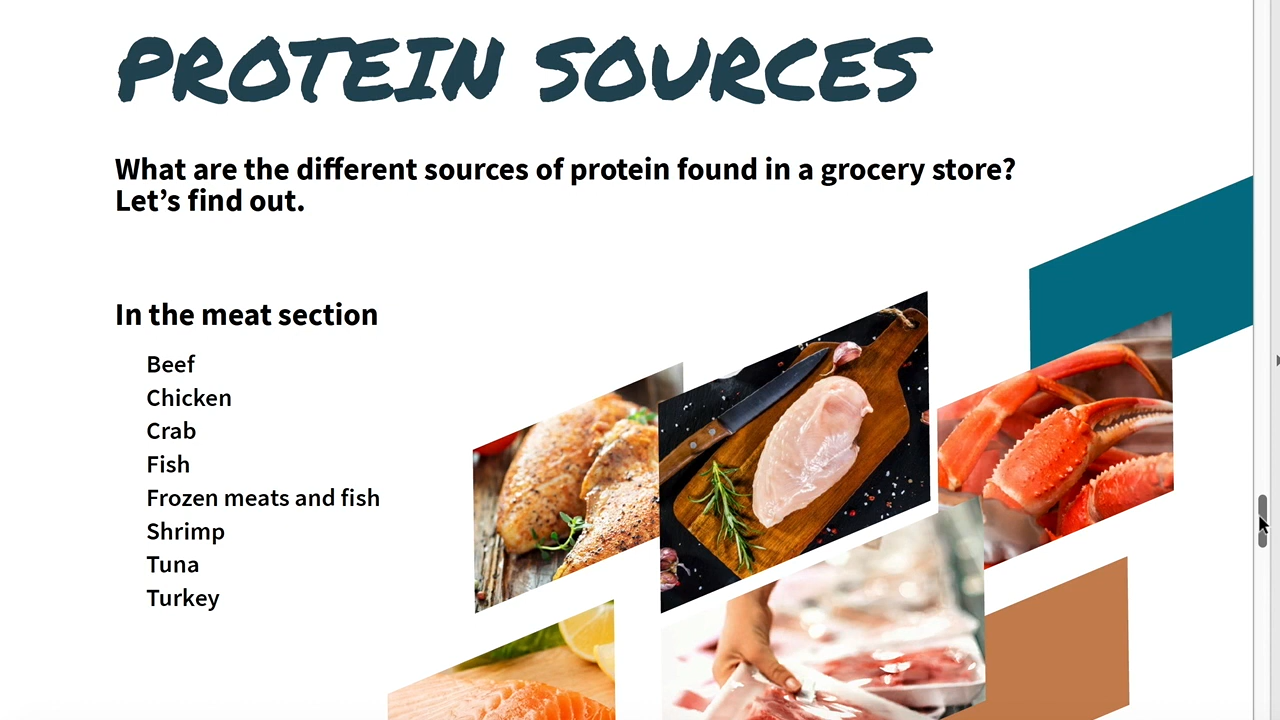 PROTEIN SOURCES
What are the different sources of protein found in a grocery store?
Let’s find out.
In the meat section
Beef
Chicken
Crab
Fish
Frozen meats and fish
Shrimp
Tuna
Turkey